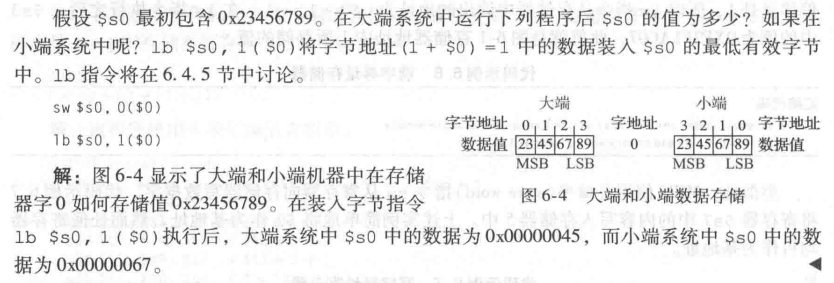 假设 $s0 最初包含 0x23456789。在大端系统中运行下列程序后 $s0 的值为多少？如果在
小端系统中呢？lb $s0, 1($0)将字节地址(1 + $0) =1 中的数据装入 $s0 的最低有效字节
中。lb 指令将在 6.4.5 节中讨论。
sw $s0, 0($0)
lb $s0, 1($0)
大端 小端
字节地址 0 1 2 3 字地址 3 2 1 0 字节地址
数据值 23 45 67 89 0 23 45 67 89 数据值
MSB LSB MSB LSB
图 6-4 大端和小端数据存储
解：图 6-4 显示了大端和小端机器中在存储
器字 0 如何存储值 0x23456789。在装入字节指令
lb $s0, 1($0)执行后，大端系统中 $s0 中的数据为 0x00000045，而小端系统中 $s0 中的数
据为 0x00000067。